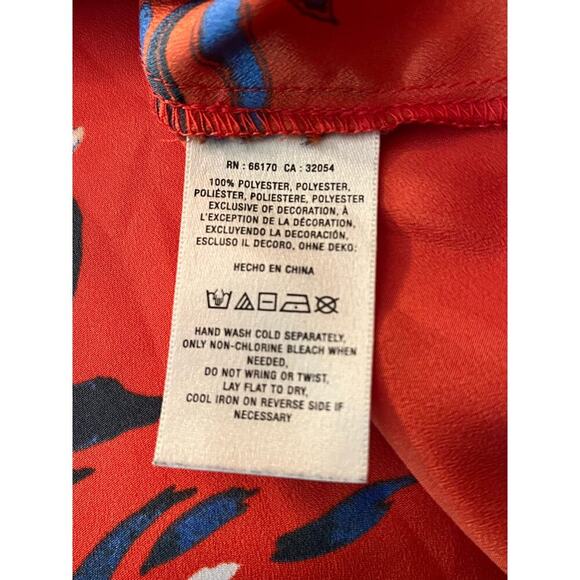 RN : 66170 CA : 32054
100% POLYESTER, POLYESTER,
POLIÉSTER, POLIESTERE, POLYESTER
EXCLUSIVE OF DECORATION, À
L'EXCEPTION DE LA DÉCORATION,
EXCLUYENDO LA DECORACIÓN,
ESCLUSO IL DECORO, OHNE DEKO:
HECHO EN CHINA
HAND WASH COLD SEPARATELY,
ONLY NON-CHLORINE BLEACH WHEN
NEEDED,
DO NOT WRING OR TWIST,
LAY FLAT TO DRY,
COOL IRON ON REVERSE SIDE IF
NECESSARY